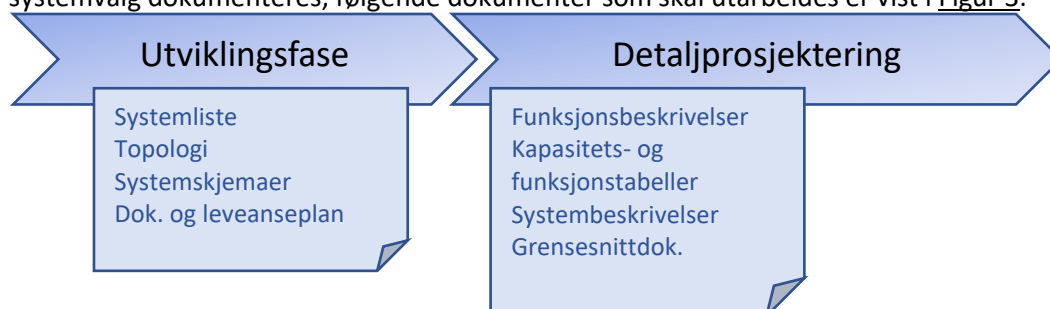 systemvalg dokumenteres, følgende dokumenter som skal utarbeides er vist i Figur 3.
Utviklingsfase
Detaljprosjektering
Systemliste
Topologi
Systemskjemaer
Dok. og leveanseplan
Funksjonsbeskrivelser
Kapasitets- og
funksjonstabeller
Systembeskrivelser
Grensesnittdok.